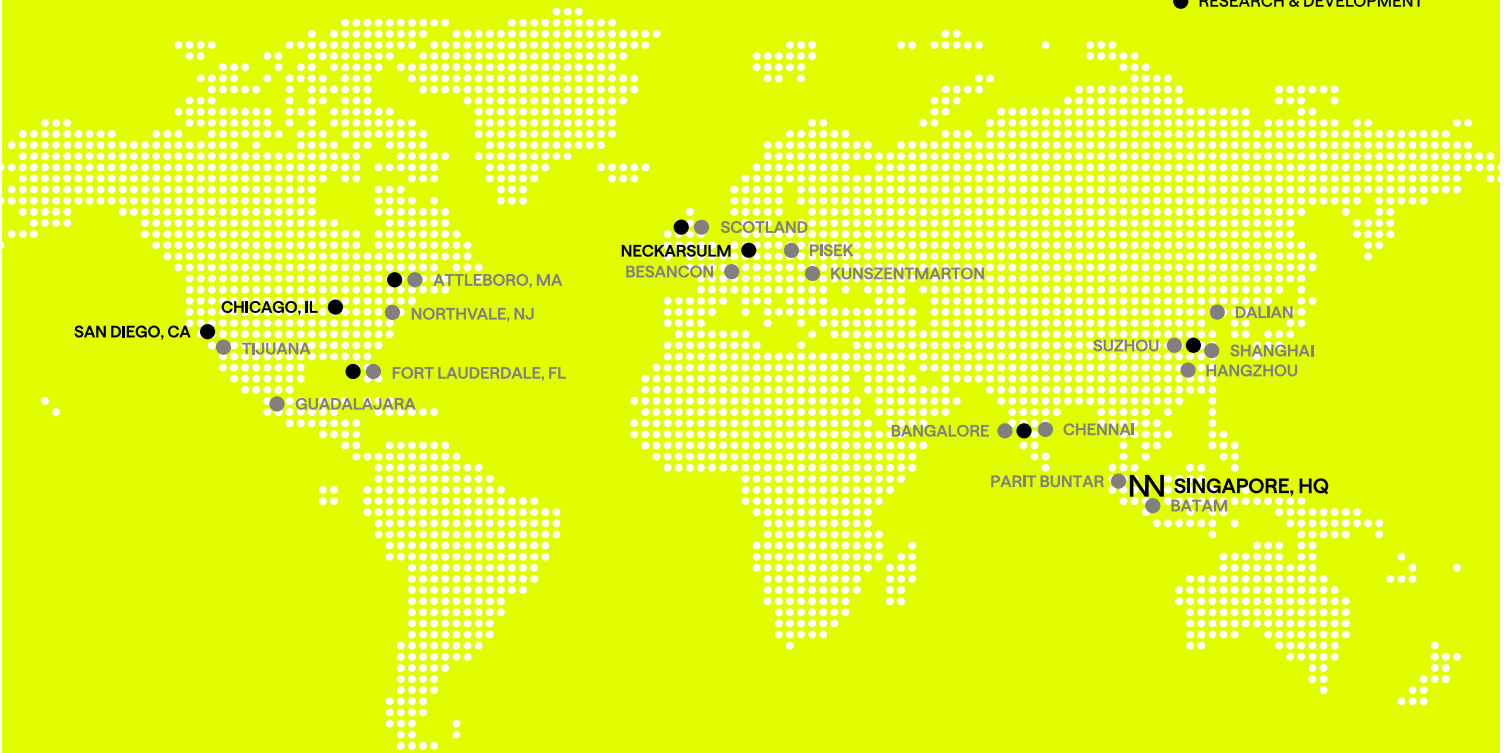 RESEARCH & DEVELOPMENT
SCOTLAND
NECKARSULM
PISEK
BESANCON
KUNSZENTMARTON
ATTLEBORO, MA
CHICAGO, IL
NORTHVALE, NJ
DALIAN
SAN DIEGO, CA
TIJUANA
SUZHOU
SHANGHAI
FORT LAUDERDALE, FL
HANGZHOU
GUADALAJARA
BANGALORE
CHENNAI
PARIT BUNTAR
SINGAPORE, HQ
BATAM